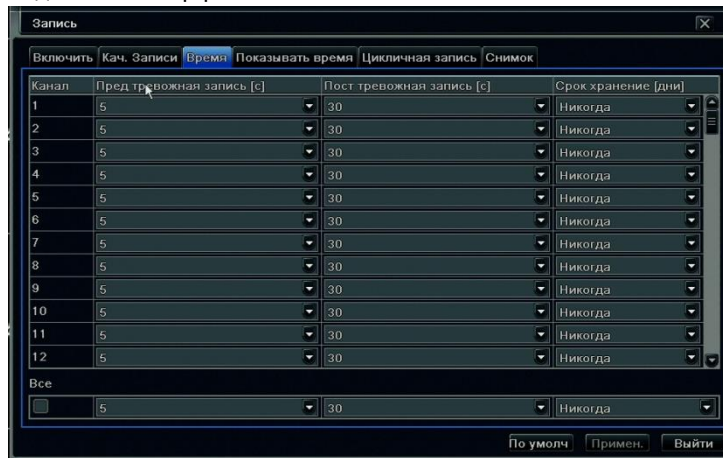 Запись
Включить Кач. Записи Время Показывать время Цикличная запись Снимок
Канал Пред тревожная запись [с] Пост тревожная запись [с] Срок хранение [дни]
1 5 30 Никогда
2 5 30 Никогда
3 5 30 Никогда
4 5 30 Никогда
5 5 30 Никогда
6 5 30 Никогда
7 5 30 Никогда
8 5 30 Никогда
9 5 30 Никогда
10 5 30 Никогда
11 5 30 Никогда
12 5 30 Никогда
Все
5 30 Никогда
По умолч Примен. Выйти